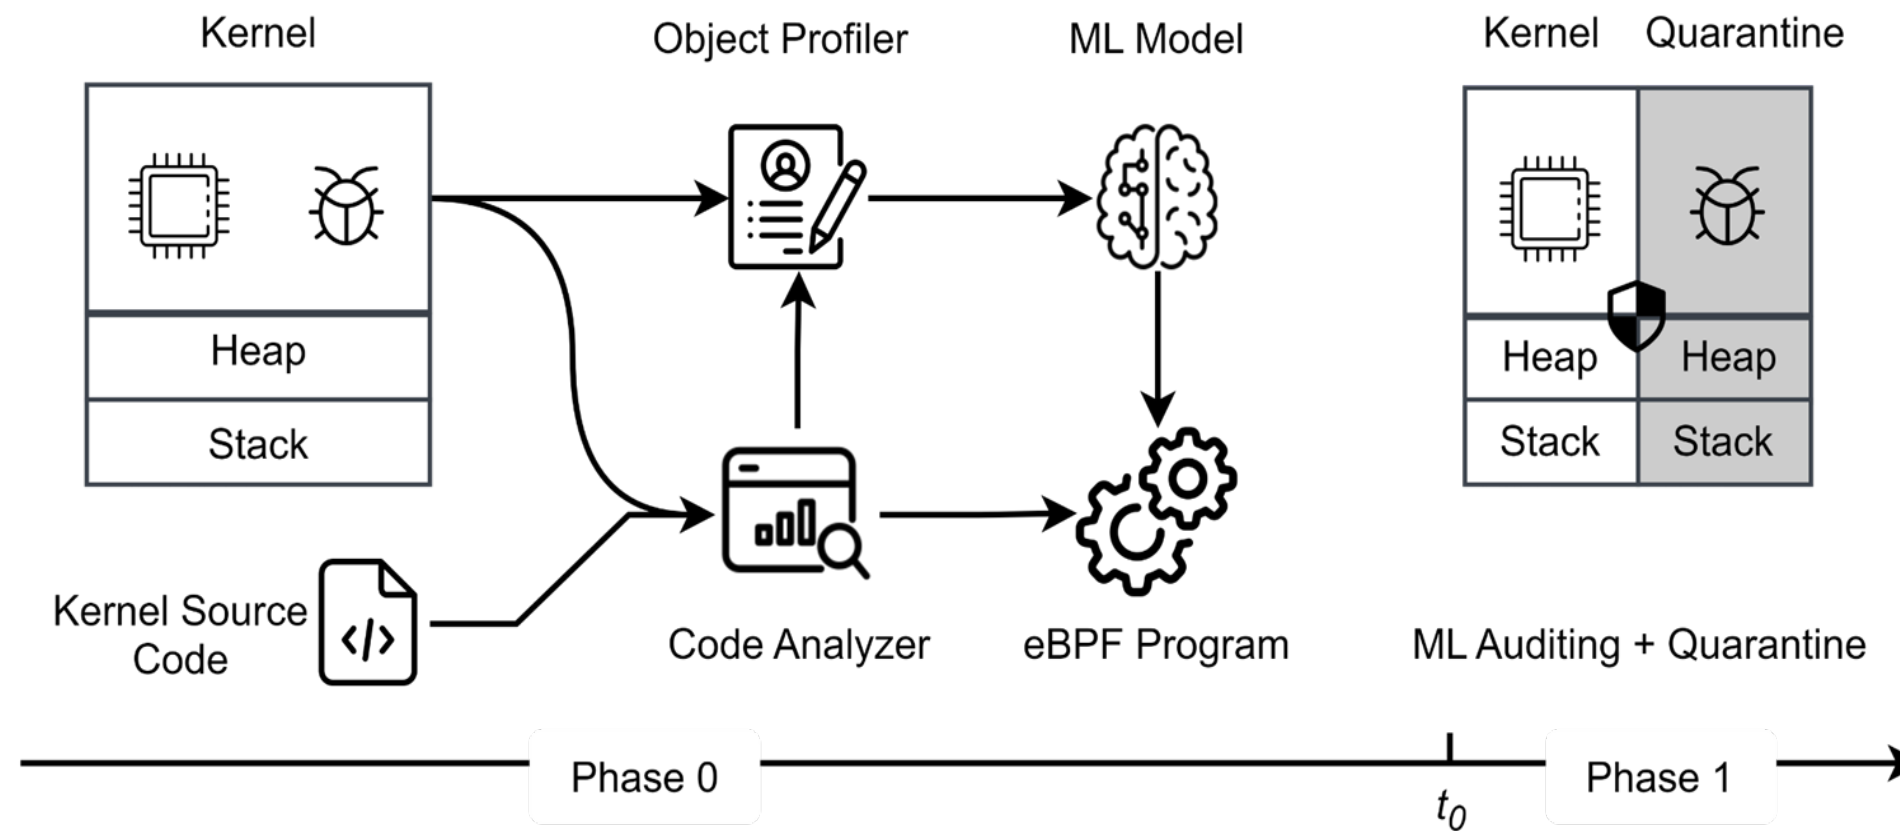 Kernel
Object Profiler
ML Model
Kernel
Quarantine
Heap
Stack
Heap
Heap
Stack
Stack
</>
Kernel Source
Code
Code Analyzer
eBPF Program
ML Auditing + Quarantine
Phase 0
t0
Phase 1